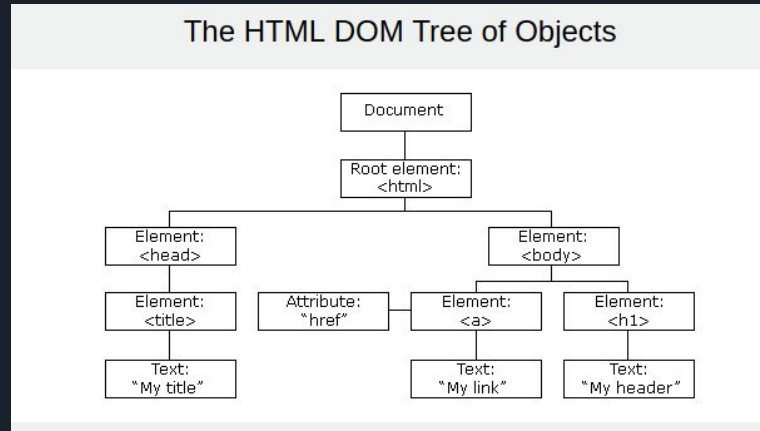 The HTML DOM Tree of Objects
Document
Root element:
<html>
Element:
<head>
Element:
<body>
Element:
<title>
Attribute:
"href"
Element:
<a>
Element:
<h1>
Text:
"My title"
Text:
"My link"
Text:
"My header"